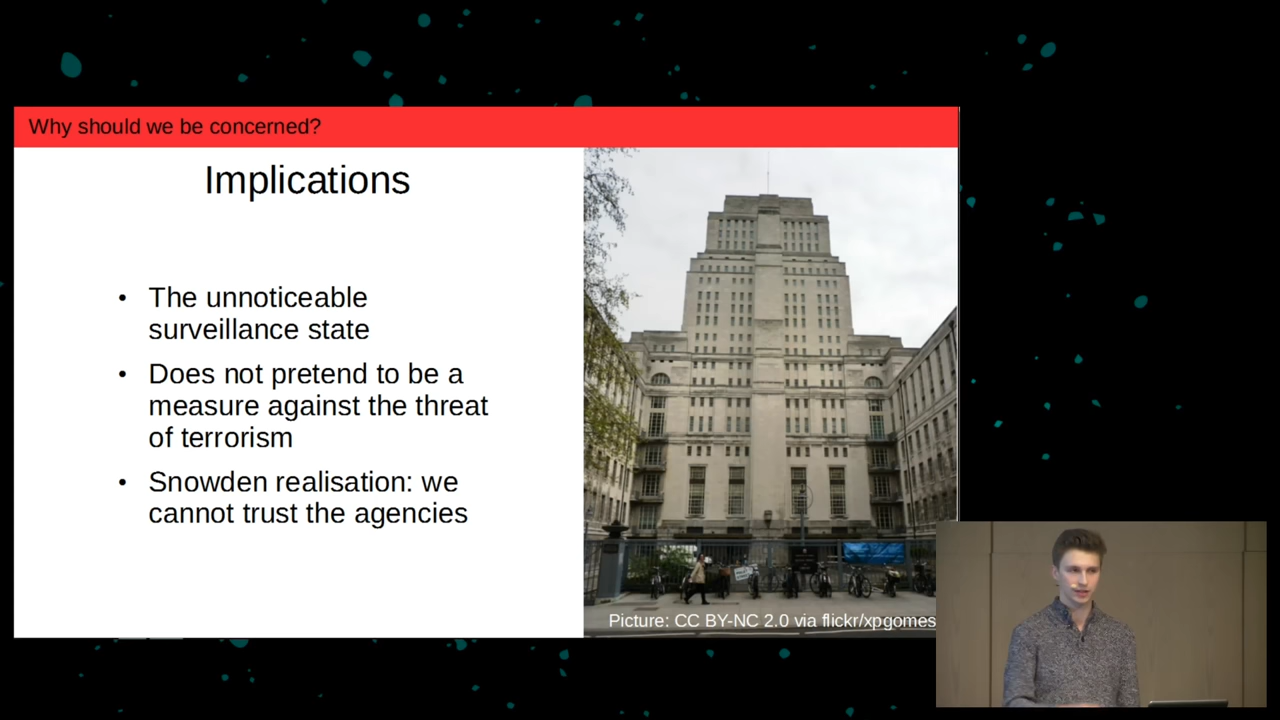 Why should we be concerned?
Implications
• The unnoticeable
surveillance state
• Does not pretend to be a
measure against the threat
of terrorism
• Snowden realisation: we
cannot trust the agencies
Picture: CC BY-NC 2.0 via flickr/xpgomes